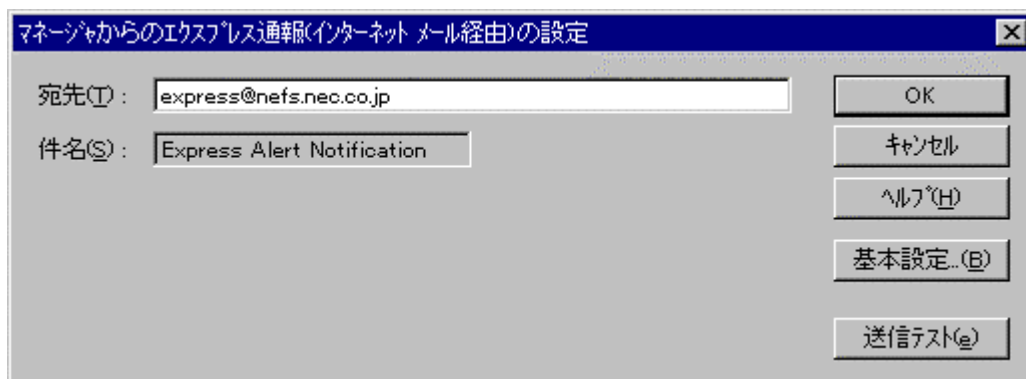 マネージャからのエクスプレス通報(インターネット メール経由)の設定
宛先(T):
express@nefs.nec.co.jp
OK
件名(S):
Express Alert Notification
キャンセル
ヘルプ(H)
基本設定...(B)
送信テスト(e)